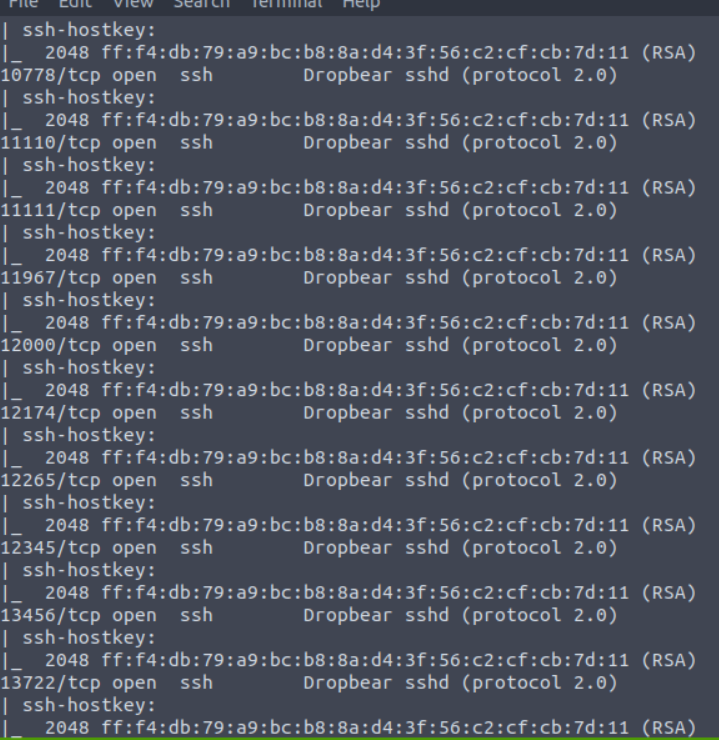 File Edit View Search Terminal Help
| ssh-hostkey:
|_  2048 ff:f4:db:79:a9:bc:b8:8a:d4:3f:56:c2:cf:cb:7d:11 (RSA)
10778/tcp open  ssh        Dropbear sshd (protocol 2.0)
| ssh-hostkey:
|_  2048 ff:f4:db:79:a9:bc:b8:8a:d4:3f:56:c2:cf:cb:7d:11 (RSA)
11110/tcp open  ssh        Dropbear sshd (protocol 2.0)
| ssh-hostkey:
|_  2048 ff:f4:db:79:a9:bc:b8:8a:d4:3f:56:c2:cf:cb:7d:11 (RSA)
11111/tcp open  ssh        Dropbear sshd (protocol 2.0)
| ssh-hostkey:
|_  2048 ff:f4:db:79:a9:bc:b8:8a:d4:3f:56:c2:cf:cb:7d:11 (RSA)
11967/tcp open  ssh        Dropbear sshd (protocol 2.0)
| ssh-hostkey:
|_  2048 ff:f4:db:79:a9:bc:b8:8a:d4:3f:56:c2:cf:cb:7d:11 (RSA)
12000/tcp open  ssh        Dropbear sshd (protocol 2.0)
| ssh-hostkey:
|_  2048 ff:f4:db:79:a9:bc:b8:8a:d4:3f:56:c2:cf:cb:7d:11 (RSA)
12174/tcp open  ssh        Dropbear sshd (protocol 2.0)
| ssh-hostkey:
|_  2048 ff:f4:db:79:a9:bc:b8:8a:d4:3f:56:c2:cf:cb:7d:11 (RSA)
12265/tcp open  ssh        Dropbear sshd (protocol 2.0)
| ssh-hostkey:
|_  2048 ff:f4:db:79:a9:bc:b8:8a:d4:3f:56:c2:cf:cb:7d:11 (RSA)
12345/tcp open  ssh        Dropbear sshd (protocol 2.0)
| ssh-hostkey:
|_  2048 ff:f4:db:79:a9:bc:b8:8a:d4:3f:56:c2:cf:cb:7d:11 (RSA)
13456/tcp open  ssh        Dropbear sshd (protocol 2.0)
| ssh-hostkey:
|_  2048 ff:f4:db:79:a9:bc:b8:8a:d4:3f:56:c2:cf:cb:7d:11 (RSA)
13722/tcp open  ssh        Dropbear sshd (protocol 2.0)
| ssh-hostkey:
|_  2048 ff:f4:db:79:a9:bc:b8:8a:d4:3f:56:c2:cf:cb:7d:11 (RSA)